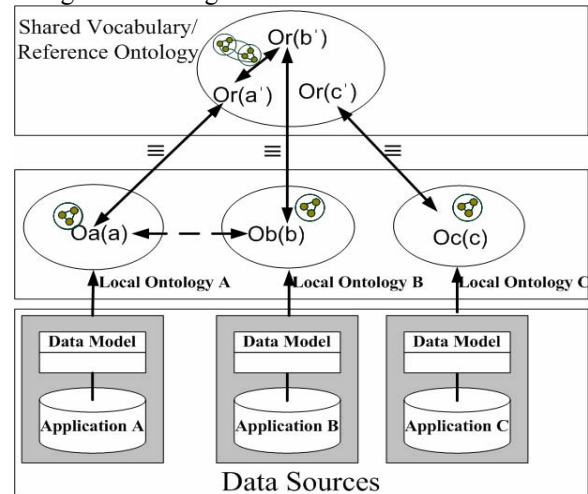 Shared Vocabulary/
Reference Ontology
Or(b')
Or(a')
Or(c')
≡
≡
≡
Oa(a)
Ob(b)
Oc(c)
Local Ontology A
Local Ontology B
Local Ontology C
Data Model
Data Model
Data Model
Application A
Application B
Application C
Data Sources